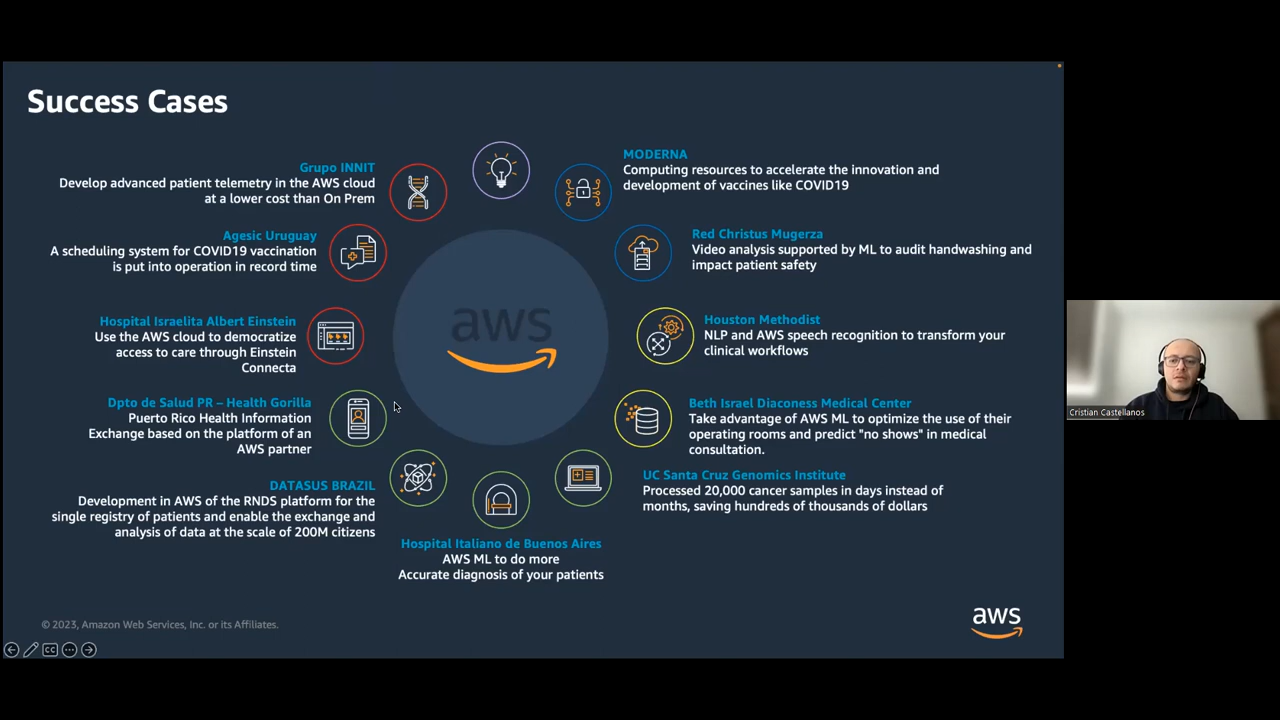 Success Cases
Grupo INNIT
Develop advanced patient telemetry in the AWS cloud
at a lower cost than On Prem
Agesic Uruguay
A scheduling system for COVID19 vaccination
is put into operation in record time
Hospital Israelita Albert Einstein
Use the AWS cloud to democratize
access to care through Einstein
Connecta
Dpto de Salud PR – Health Gorilla
Puerto Rico Health Information
Exchange based on the platform of an
AWS partner
DATASUS BRAZIL
Development in AWS of the RNDS platform for the
single registry of patients and enable the exchange and
analysis of data at the scale of 200M citizens
Hospital Italiano de Buenos Aires
AWS ML to do more
Accurate diagnosis of your patients
MODERNA
Computing resources to accelerate the innovation and
development of vaccines like COVID19
Red Christus Mugerza
Video analysis supported by ML to audit handwashing and
impact patient safety
Houston Methodist
NLP and AWS speech recognition to transform your
clinical workflows
Beth Israel Diaconess Medical Center
Take advantage of AWS ML to optimize the use of their
operating rooms and predict "no shows" in medical
consultation.
UC Santa Cruz Genomics Institute
Processed 20,000 cancer samples in days instead of
months, saving hundreds of thousands of dollars
aws
© 2023, Amazon Web Services, Inc. or its Affiliates.
aws
CC
Cristian Castellanos